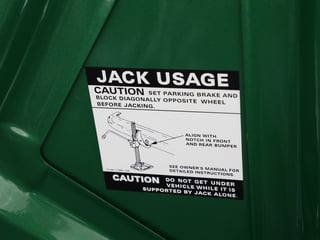 JACK USAGE
CAUTION SET PARKING BRAKE AND
BLOCK DIAGONALLY OPPOSITE WHEEL
BEFORE JACKING.
ALIGN WITH
NOTCH IN FRONT
AND REAR BUMPER
SEE OWNER'S MANUAL FOR
DETAILED INSTRUCTIONS
CAUTION DO NOT GET UNDER
VEHICLE WHILE IT IS
SUPPORTED BY JACK ALONE.